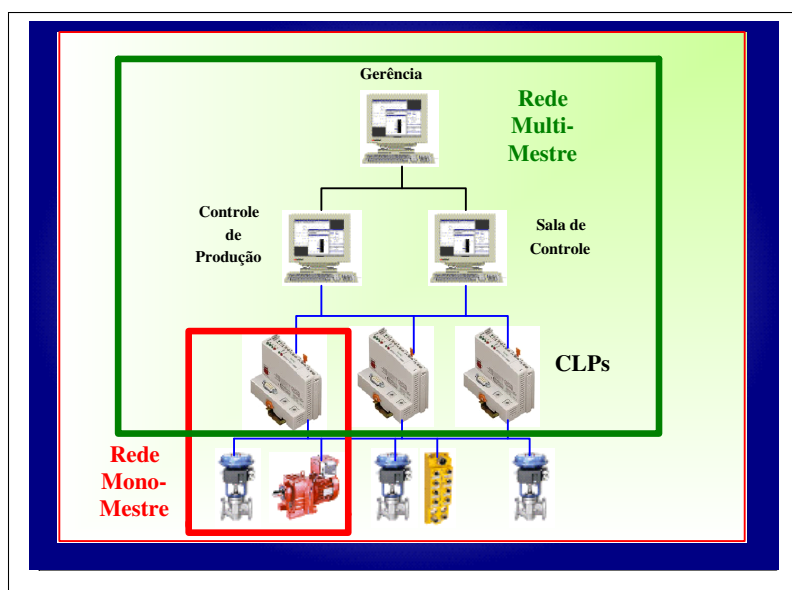 Gerência
Rede
Multi-
Mestre
Controle
de
Produção
Sala de
Controle
CLPs
Rede
Mono-
Mestre